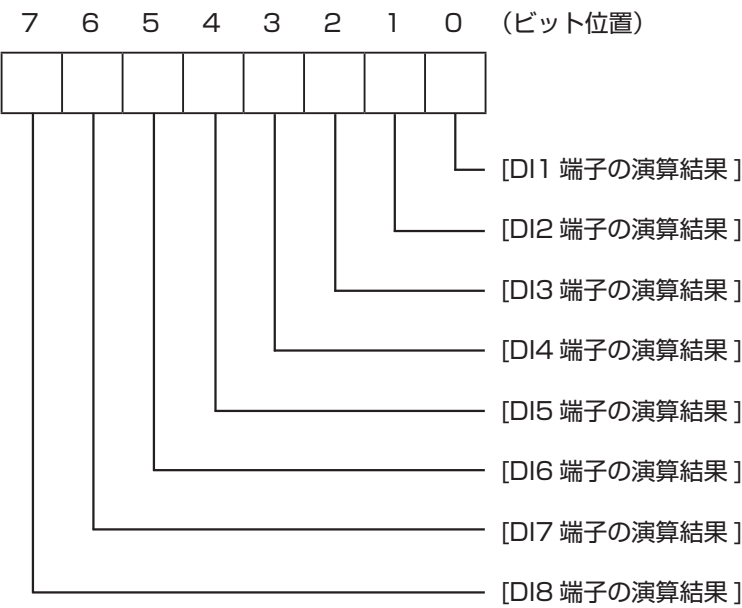 7 6 5 4 3 2 1 0 （ビット位置）
[DI1 端子の演算結果 ]
[DI2 端子の演算結果 ]
[DI3 端子の演算結果 ]
[DI4 端子の演算結果 ]
[DI5 端子の演算結果 ]
[DI6 端子の演算結果 ]
[DI7 端子の演算結果 ]
[DI8 端子の演算結果 ]